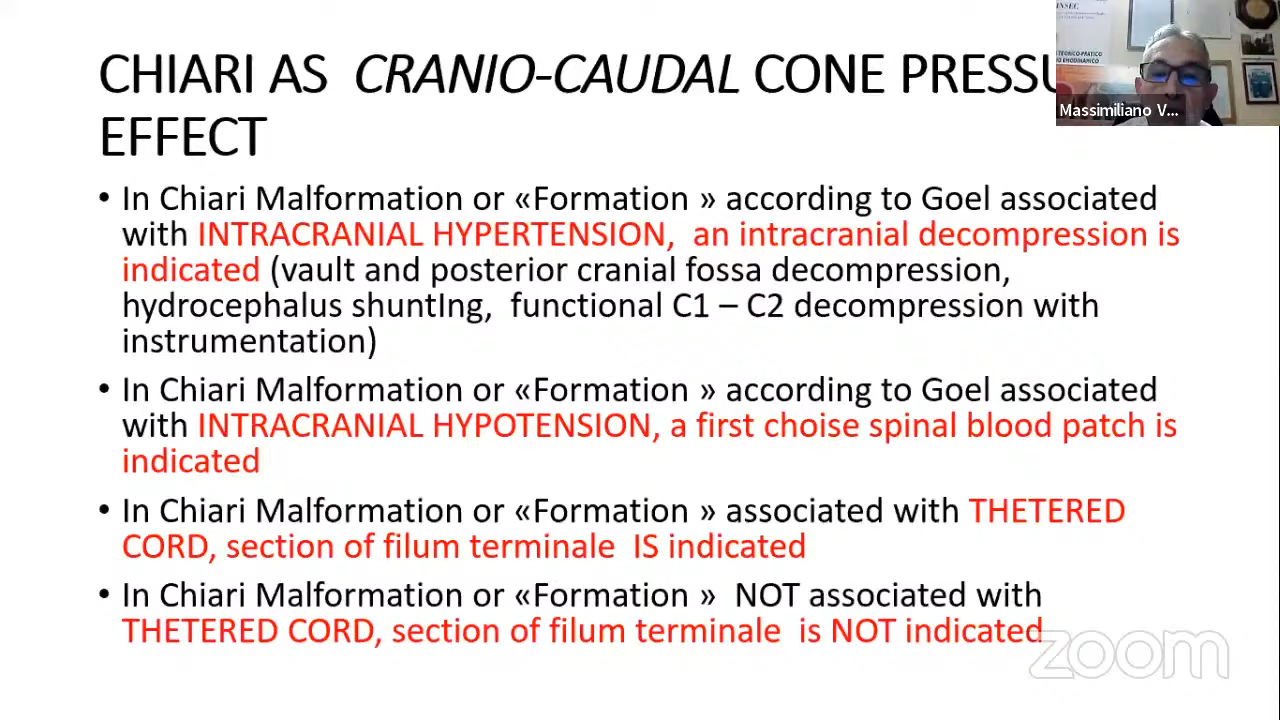 CHIARI AS CRANIO-CAUDAL CONE PRESSU
EFFECT
• In Chiari Malformation or «Formation » according to Goel associated
with INTRACRANIAL HYPERTENSION, an intracranial decompression is
indicated (vault and posterior cranial fossa decompression,
hydrocephalus shuntIng, functional C1 – C2 decompression with
instrumentation)
• In Chiari Malformation or «Formation » according to Goel associated
with INTRACRANIAL HYPOTENSION, a first choise spinal blood patch is
indicated
• In Chiari Malformation or «Formation » associated with THETERED
CORD, section of filum terminale IS indicated
• In Chiari Malformation or «Formation » NOT associated with
THETERED CORD, section of filum terminale is NOT indicated
INSEC
TEORICO-PRATICO
Massimiliano V...
zoom